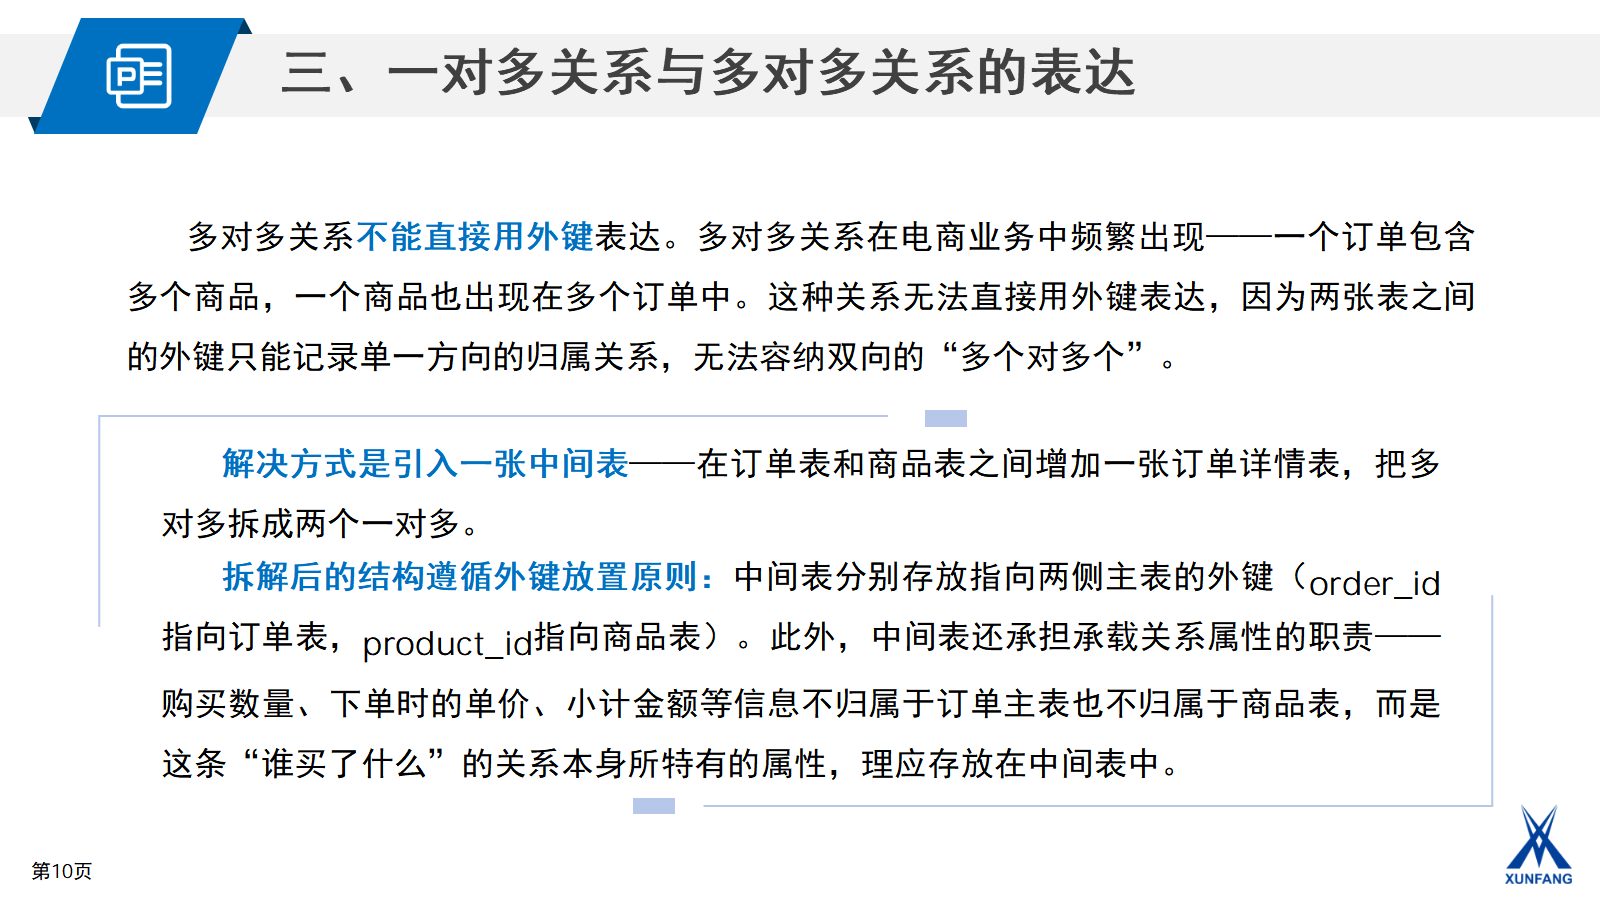 三、一对多关系与多对多关系的表达
多对多关系不能直接用外键表达。多对多关系在电商业务中频繁出现——一个订单包含
多个商品，一个商品也出现在多个订单中。这种关系无法直接用外键表达，因为两张表之间
的外键只能记录单一方向的归属关系，无法容纳双向的“多个对多个”。
解决方式是引入一张中间表——在订单表和商品表之间增加一张订单详情表，把多
对多拆成两个一对多。
拆解后的结构遵循外键放置原则：中间表分别存放指向两侧主表的外键（order_id
指向订单表，product_id指向商品表）。此外，中间表还承担承载关系属性的职责——
购买数量、下单时的单价、小计金额等信息不归属于订单主表也不归属于商品表，而是
这条“谁买了什么”的关系本身所特有的属性，理应存放在中间表中。
第10页
XUNFANG